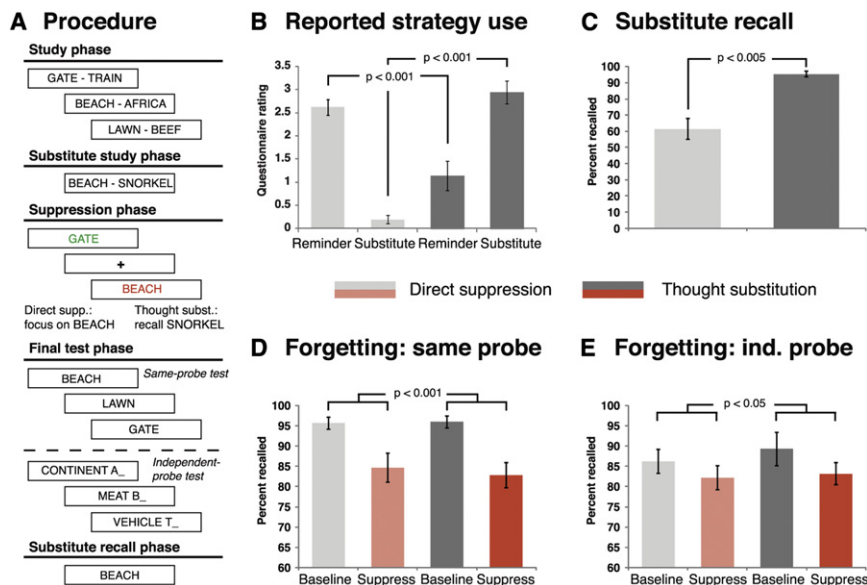 A Procedure
Study phase
GATE - TRAIN
BEACH - AFRICA
LAWN - BEEF
Substitute study phase
BEACH - SNORKEL
Suppression phase
GATE
+
BEACH
Direct supp.: Thought subst.:
focus on BEACH recall SNORKEL
Final test phase
BEACH Same-probe test
LAWN
GATE
CONTINENT A_ Independent-
probe test
MEAT B_
VEHICLE T_
Substitute recall phase
BEACH
B Reported strategy use
p < 0.001
p < 0.001
Questionnaire rating
3.5
3
2.5
2
1.5
1
0.5
0
Reminder Substitute Reminder Substitute
C Substitute recall
p < 0.005
Percent recalled
100
90
80
70
60
50
40
30
20
10
0
Direct suppression Thought substitution
D Forgetting: same probe
p < 0.001
Percent recalled
100
95
90
85
80
75
70
65
60
Baseline Suppress Baseline Suppress
E Forgetting: ind. probe
p < 0.05
Percent recalled
100
95
90
85
80
75
70
65
60
Baseline Suppress Baseline Suppress